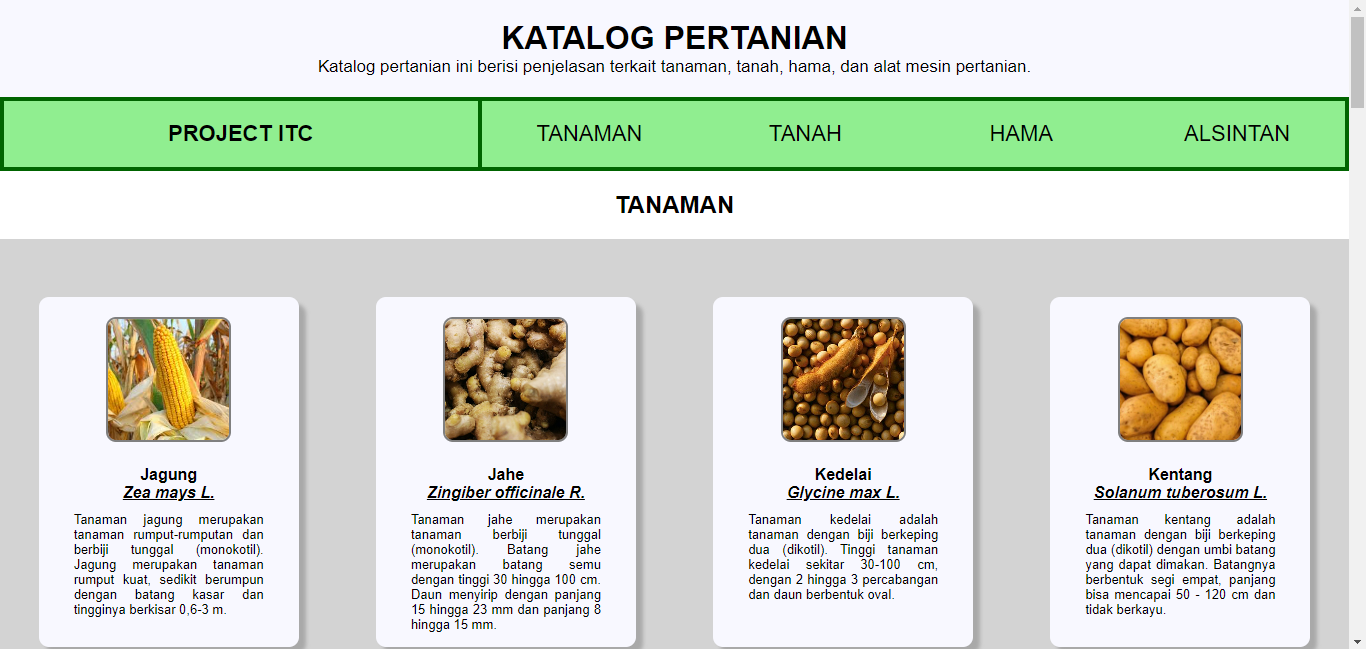 KATALOG PERTANIAN
Katalog pertanian ini berisi penjelasan terkait tanaman, tanah, hama, dan alat mesin pertanian.
PROJECT ITC
TANAMAN
TANAH
HAMA
ALSINTAN
TANAMAN
Jagung
Zea mays L.
Tanaman jagung merupakan
tanaman rumput-rumputan dan
berbiji tunggal (monokotil).
Jagung merupakan tanaman
rumput kuat, sedikit berumpun
dengan batang kasar dan
tingginya berkisar 0,6-3 m.
Jahe
Zingiber officinale R.
Tanaman jahe merupakan
tanaman berbiji tunggal
(monokotil). Batang jahe
merupakan batang semu
dengan tinggi 30 hingga 100 cm.
Daun menyirip dengan panjang
15 hingga 23 mm dan panjang 8
hingga 15 mm.
Kedelai
Glycine max L.
Tanaman kedelai adalah
tanaman dengan biji berkeping
dua (dikotil). Tinggi tanaman
kedelai sekitar 30-100 cm,
dengan 2 hingga 3 percabangan
dan daun berbentuk oval.
Kentang
Solanum tuberosum L.
Tanaman kentang adalah
tanaman dengan biji berkeping
dua (dikotil) dengan umbi batang
yang dapat dimakan. Batangnya
berbentuk segi empat, panjang
bisa mencapai 50 - 120 cm dan
tidak berkayu.